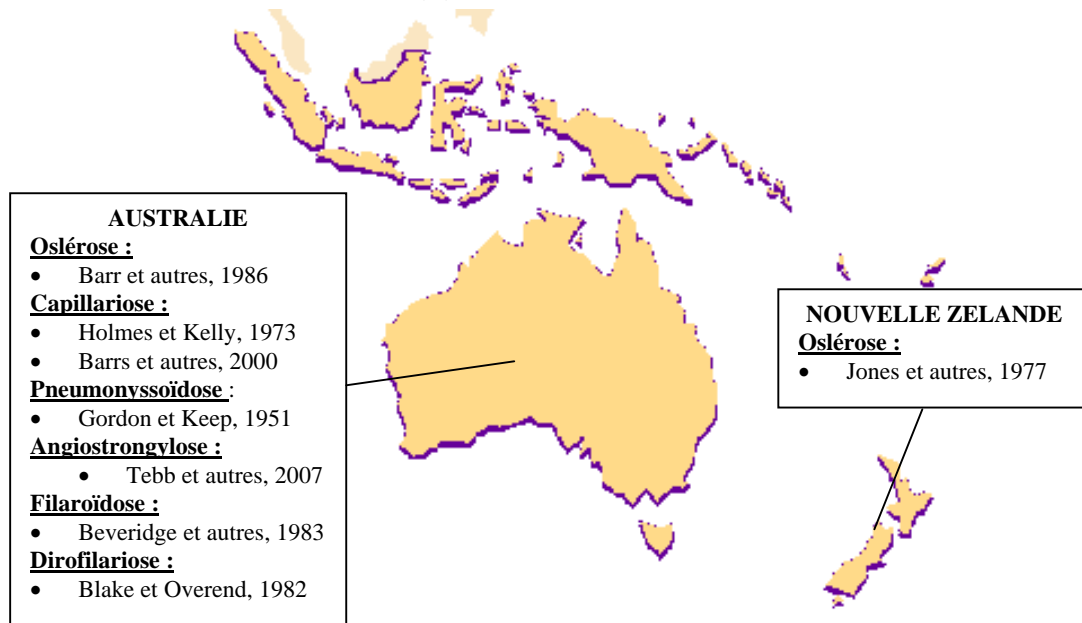 AUSTRALIE
Oslérose :
• Barr et autres, 1986
Capillariose :
• Holmes et Kelly, 1973
• Barrs et autres, 2000
Pneumonyssoïdose :
• Gordon et Keep, 1951
Angiostrongylose :
• Tebb et autres, 2007
Filaroïdose :
• Beveridge et autres, 1983
Dirofilariose :
• Blake et Overend, 1982
NOUVELLE ZELANDE
Oslérose :
• Jones et autres, 1977